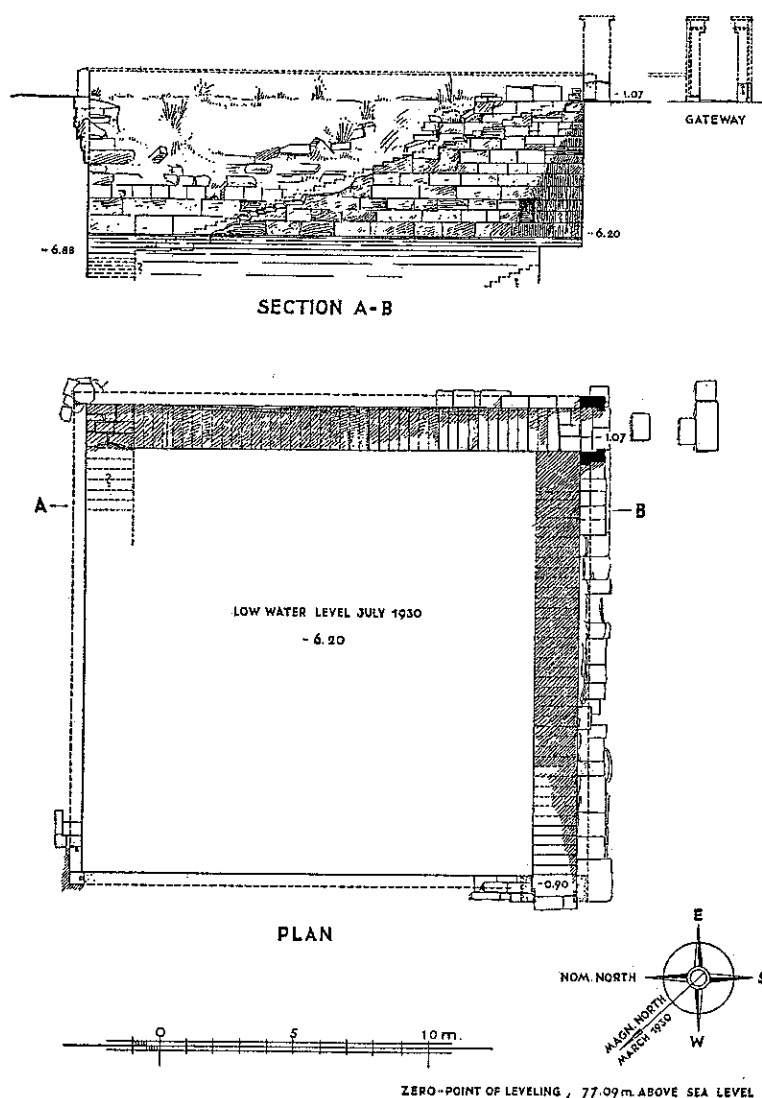 - 1.07
GATEWAY
- 6.20
- 6.88
SECTION A-B
- 1.07
A
B
?
LOW WATER LEVEL JULY 1930
- 6.20
-0.90
PLAN
E
NOM. NORTH
S
MAGN. NORTH
MARCH 1930
W
0 5 10 m.
ZERO-POINT OF LEVELING, 77.09 m. ABOVE SEA LEVEL